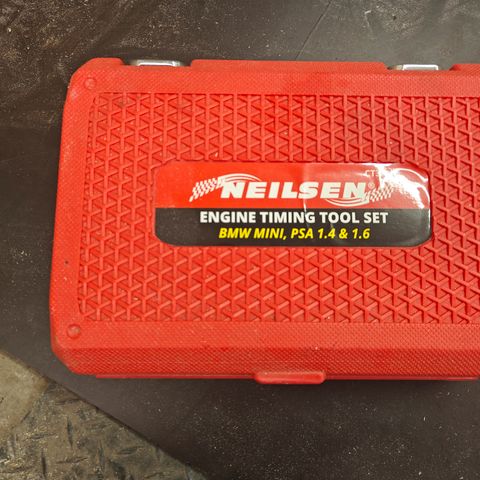 NEILSEN®
ENGINE TIMING TOOL SET
BMW MINI, PSA 1.4 & 1.6